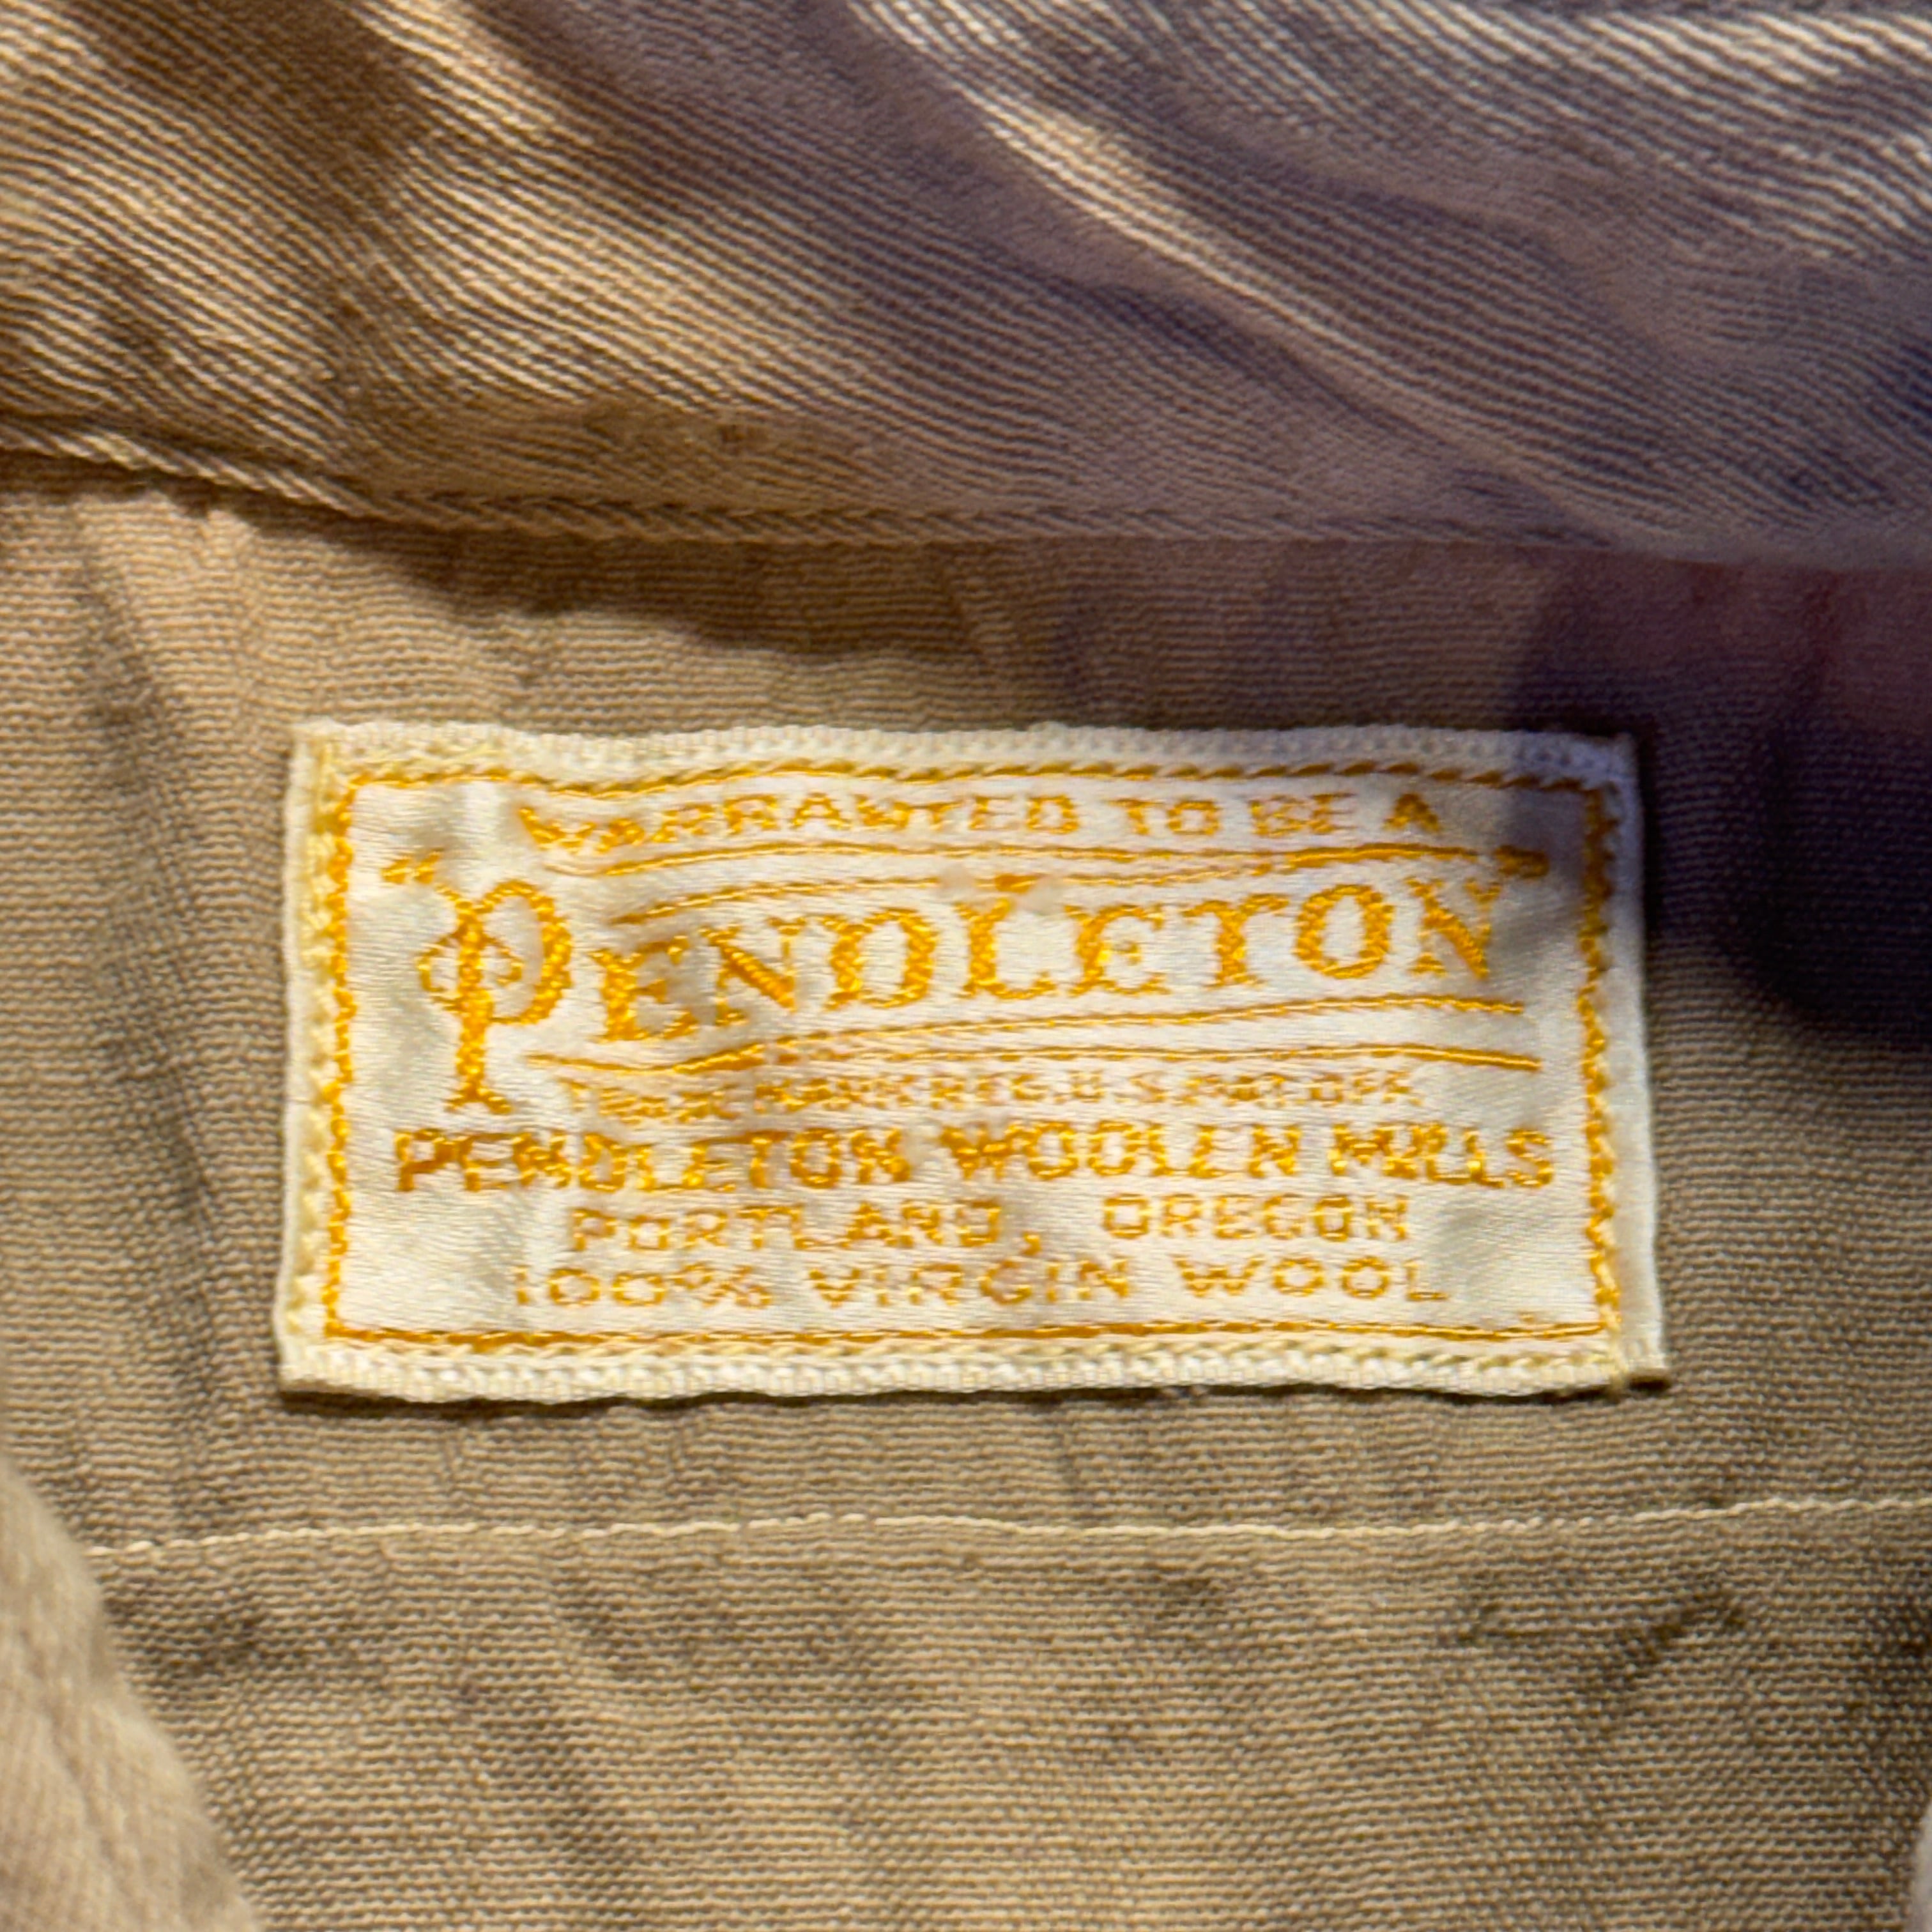 WARRANTED TO BE A
"PENDLETON"
TRADE MARK REG. U.S. PAT. OFF.
PENDLETON WOOLEN MILLS
PORTLAND, OREGON
100% VIRGIN WOOL